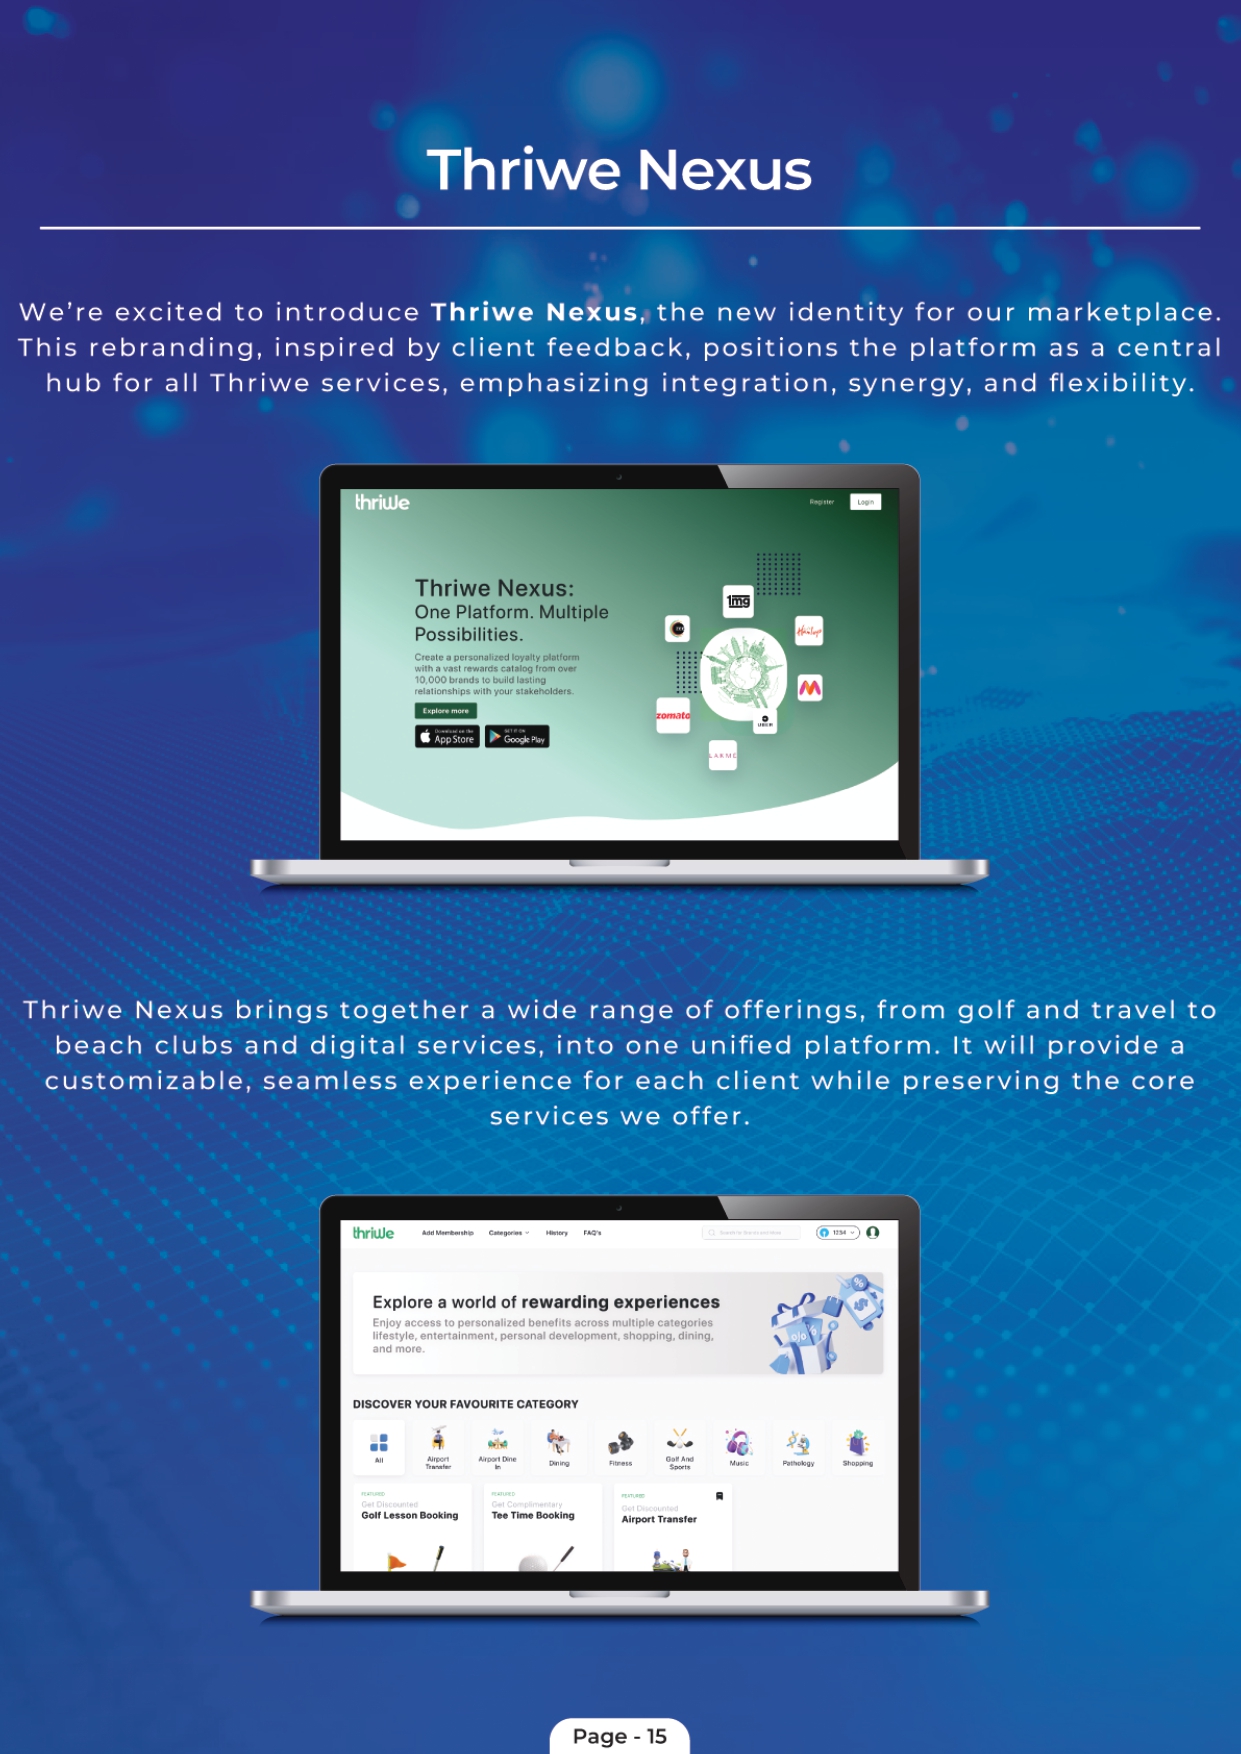 Thriwe Nexus
We're excited to introduce Thriwe Nexus, the new identity for our marketplace.
This rebranding, inspired by client feedback, positions the platform as a central
hub for all Thriwe services, emphasizing integration, synergy, and flexibility.
thriwe
Register
Login
Thriwe Nexus:
One Platform. Multiple
Possibilities.
Create a personalized loyalty platform
with a vast rewards catalog from over
10,000 brands to build lasting
relationships with your stakeholders.
Explore more
Download on the
App Store
GET IT ON
Google Play
1mg
zomato
LAKMÉ
Thriwe Nexus brings together a wide range of offerings, from golf and travel to
beach clubs and digital services, into one unified platform. It will provide a
customizable, seamless experience for each client while preserving the core
services we offer.
thriwe
Add Membership
Categories
History
FAQ's
1234
Explore a world of rewarding experiences
Enjoy access to personalized benefits across multiple categories
lifestyle, entertainment, personal development, shopping, dining,
and more.
DISCOVER YOUR FAVOURITE CATEGORY
All
Airport
Transfer
Airport Dine
In
Dining
Fitness
Golf And
Sports
Music
Pathology
Shopping
FEATURED
Get Discounted
Golf Lesson Booking
FEATURED
Get Complimentary
Tee Time Booking
FEATURED
Get Discounted
Airport Transfer
Page - 15